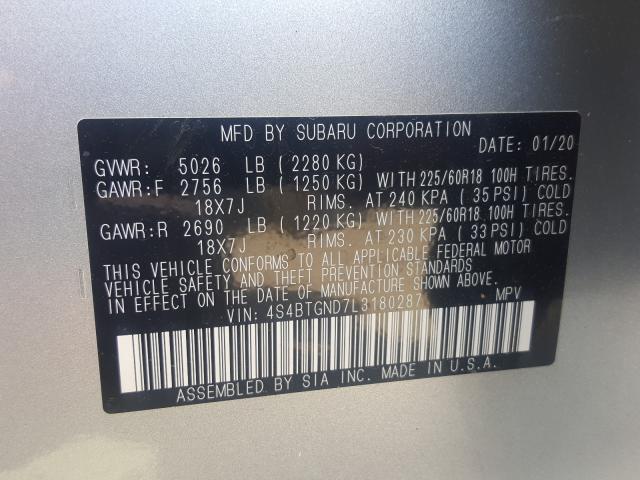 MFD BY SUBARU CORPORATION DATE: 01/20
GVWR: 5026 LB (2280 KG)
GAWR:F 2756 LB (1250 KG) WITH 225/60R18 100H TIRES.
18X7J RIMS. AT 240 KPA (35 PSI) COLD
GAWR:R 2690 LB (1220 KG) WITH 225/60R18 100H TIRES.
18X7J RIMS. AT 230 KPA (33 PSI) COLD
THIS VEHICLE CONFORMS TO ALL APPLICABLE FEDERAL MOTOR
VEHICLE SAFETY AND THEFT PREVENTION STANDARDS
IN EFFECT ON THE DATE OF MANUFACTURE SHOWN ABOVE.
VIN: 4S4BTGND7L3180287 MPV
ASSEMBLED BY SIA INC. MADE IN U.S.A.